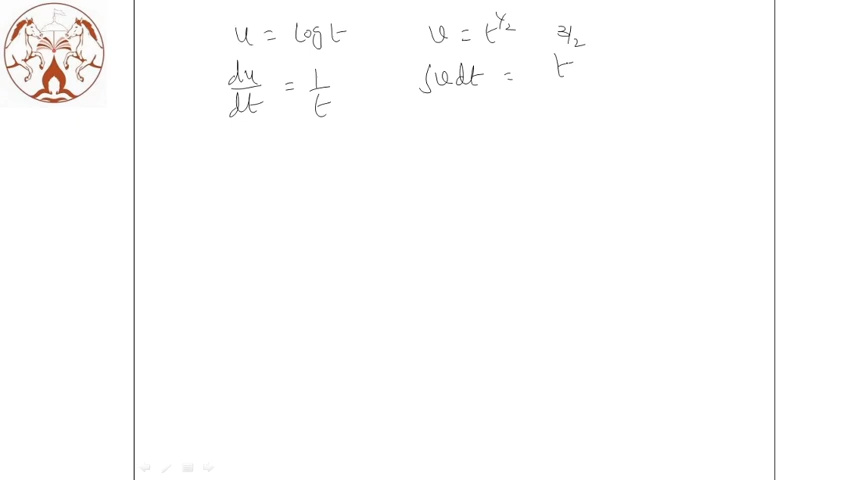 u = log t    v = t^{1/2}
du/dt = 1/t    ∫v dt = t^{3/2}